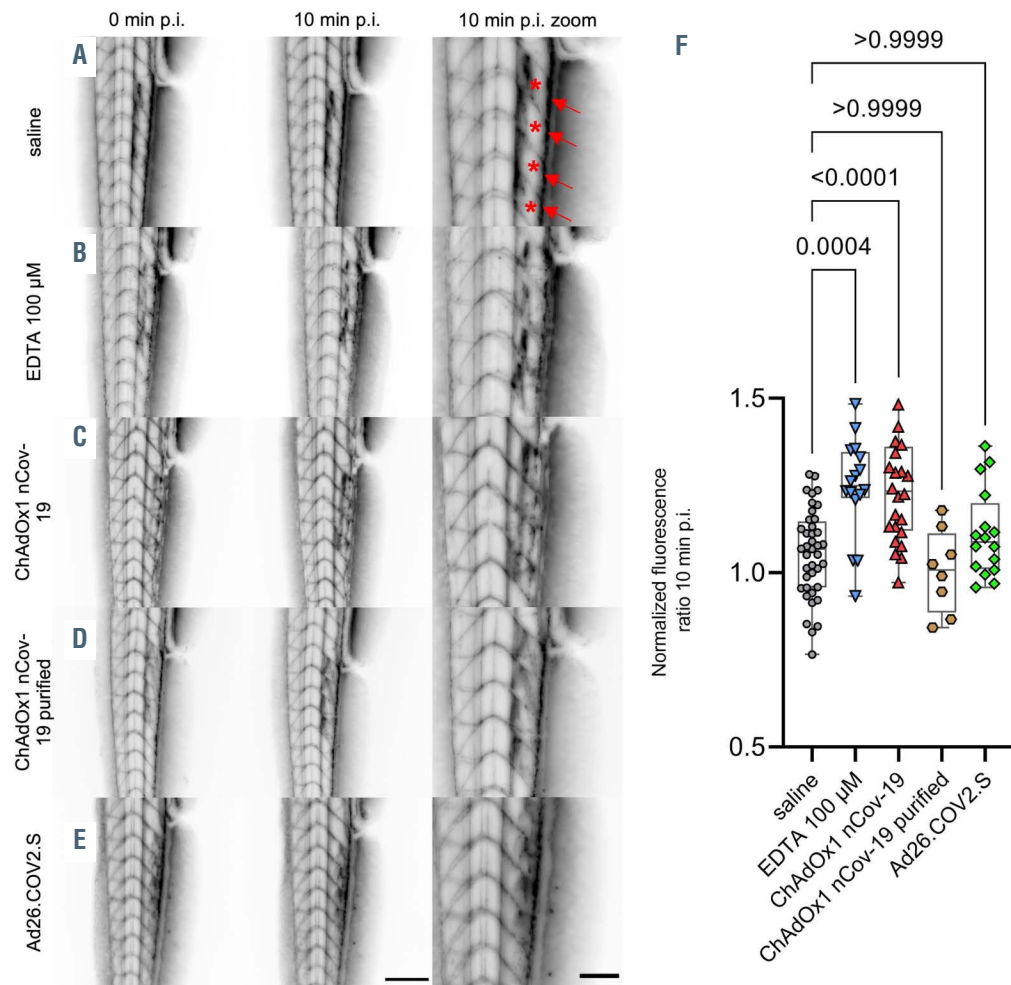 0 min p.i.
10 min p.i.
10 min p.i. zoom
A
saline
* * * *
B
EDTA 100 µM
C
ChAdOx1 nCov-
19
D
ChAdOx1 nCov-
19 purified
E
Ad26.COV2.S
F
>0.9999
>0.9999
<0.0001
0.0004
Normalized fluorescence
ratio 10 min p.i.
1.5
1.0
0.5
saline
EDTA 100 µM
ChAdOx1 nCov-19
ChAdOx1 nCov-19 purified
Ad26.COV2.S